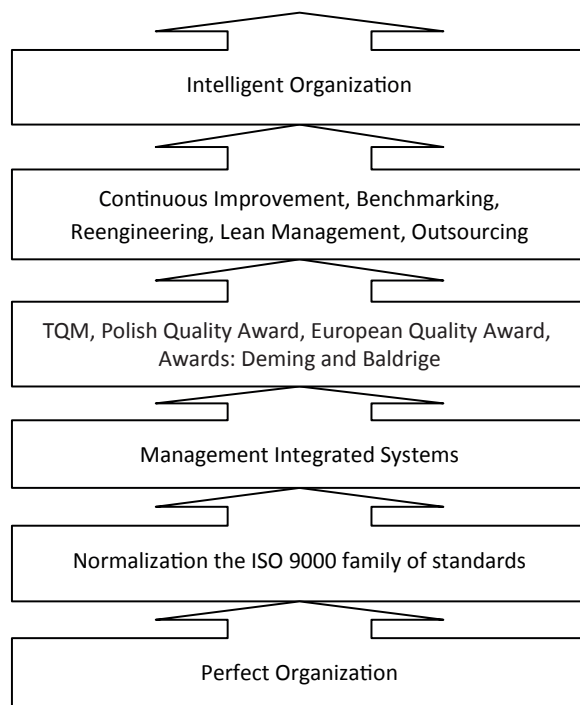 Intelligent Organization
Continuous Improvement, Benchmarking,
Reengineering, Lean Management, Outsourcing
TQM, Polish Quality Award, European Quality Award,
Awards: Deming and Baldrige
Management Integrated Systems
Normalization the ISO 9000 family of standards
Perfect Organization